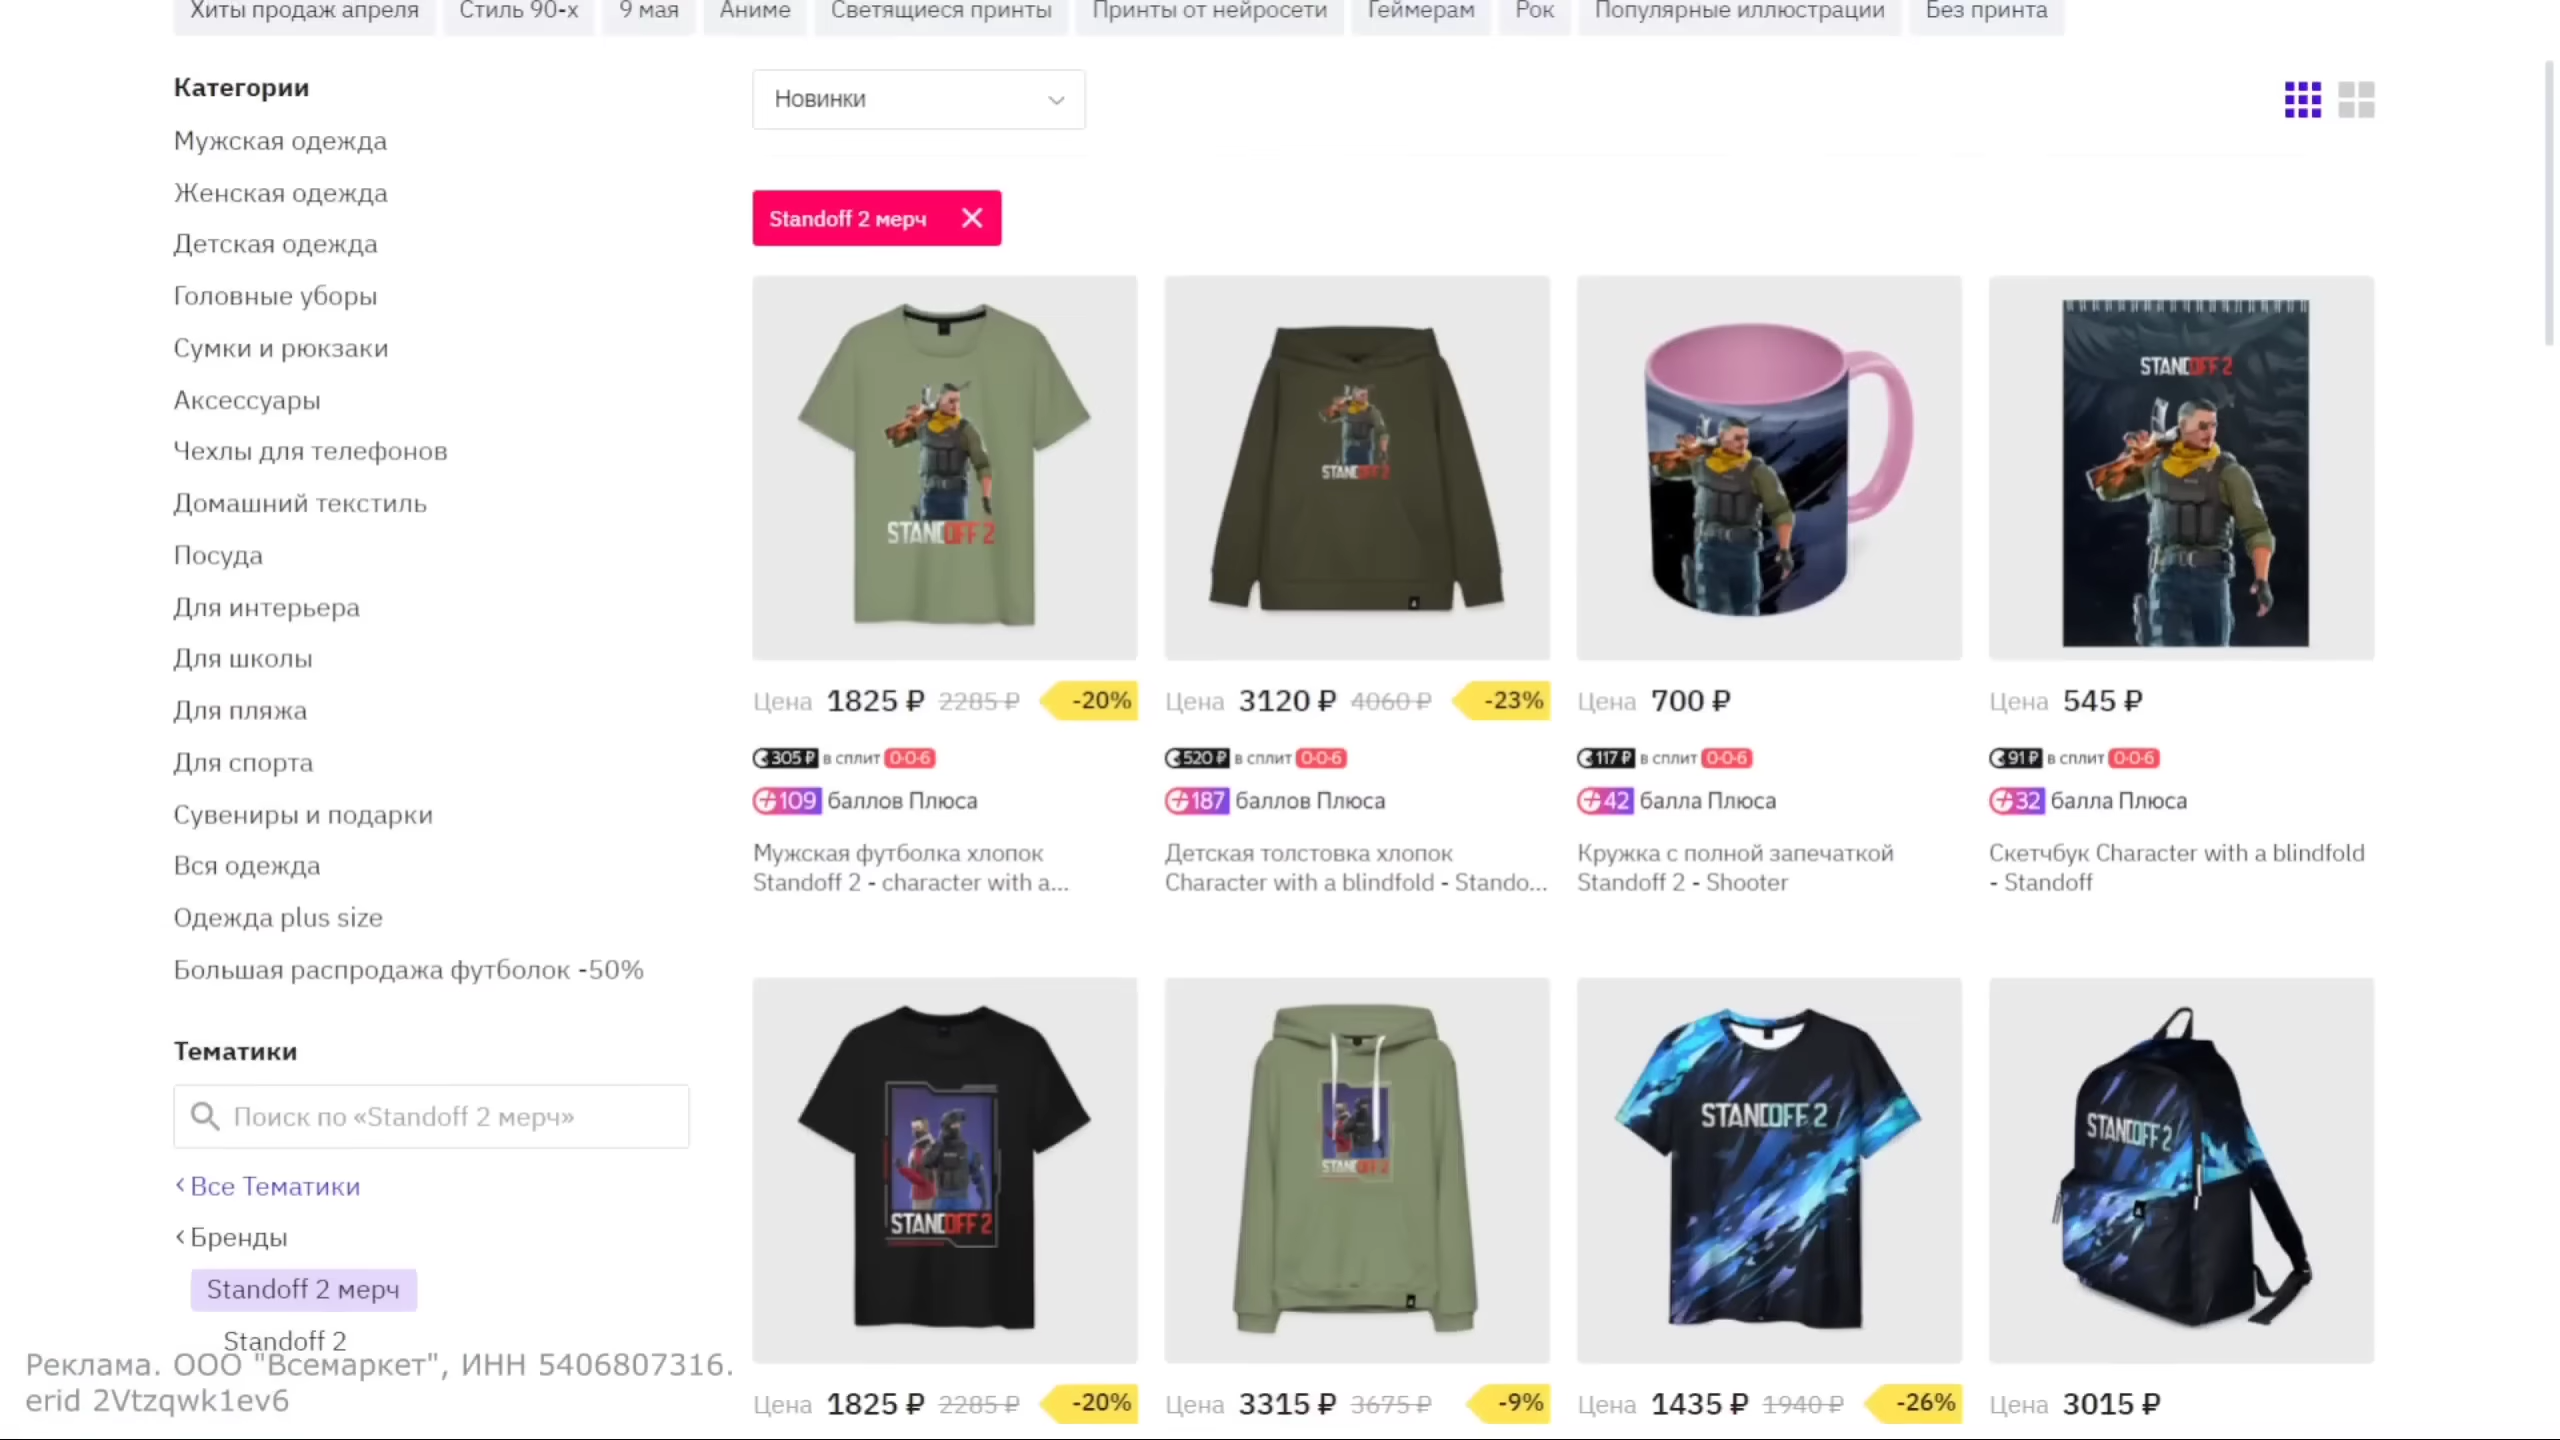 Хиты продаж апреля Стиль 90-х 9 мая Аниме Светящиеся принты Принты от нейросети Геймерам Рок Популярные иллюстрации Без принта
Категории
Мужская одежда
Женская одежда
Детская одежда
Головные уборы
Сумки и рюкзаки
Аксессуары
Чехлы для телефонов
Домашний текстиль
Посуда
Для интерьера
Для школы
Для пляжа
Для спорта
Сувениры и подарки
Вся одежда
Одежда plus size
Большая распродажа футболок -50%
Тематики
Поиск по «Standoff 2 мерч»
Все Тематики
Бренды
Standoff 2 мерч
Standoff 2
Реклама. ООО "Всемаркет", ИНН 5406807316.
erid 2Vtzqwk1ev6
Новинки
Standoff 2 мерч
STANDOFF 2
STANDOFF 2
STANDOFF 2
Цена 1825 ₽ 2285 ₽ -20%
305 ₽ в сплит 0-0-6
109 баллов Плюса
Мужская футболка хлопок
Standoff 2 - character with a...
Цена 3120 ₽ 4060 ₽ -23%
520 ₽ в сплит 0-0-6
187 баллов Плюса
Детская толстовка хлопок
Character with a blindfold - Stando...
Цена 700 ₽
117 ₽ в сплит 0-0-6
42 балла Плюса
Кружка с полной запечаткой
Standoff 2 - Shooter
Цена 545 ₽
91 ₽ в сплит 0-0-6
32 балла Плюса
Скетчбук Character with a blindfold
- Standoff
STANDOFF 2
STANDOFF 2
STANDOFF 2
STANDOFF 2
Цена 1825 ₽ 2285 ₽ -20%
Цена 3315 ₽ 3675 ₽ -9%
Цена 1435 ₽ 1940 ₽ -26%
Цена 3015 ₽